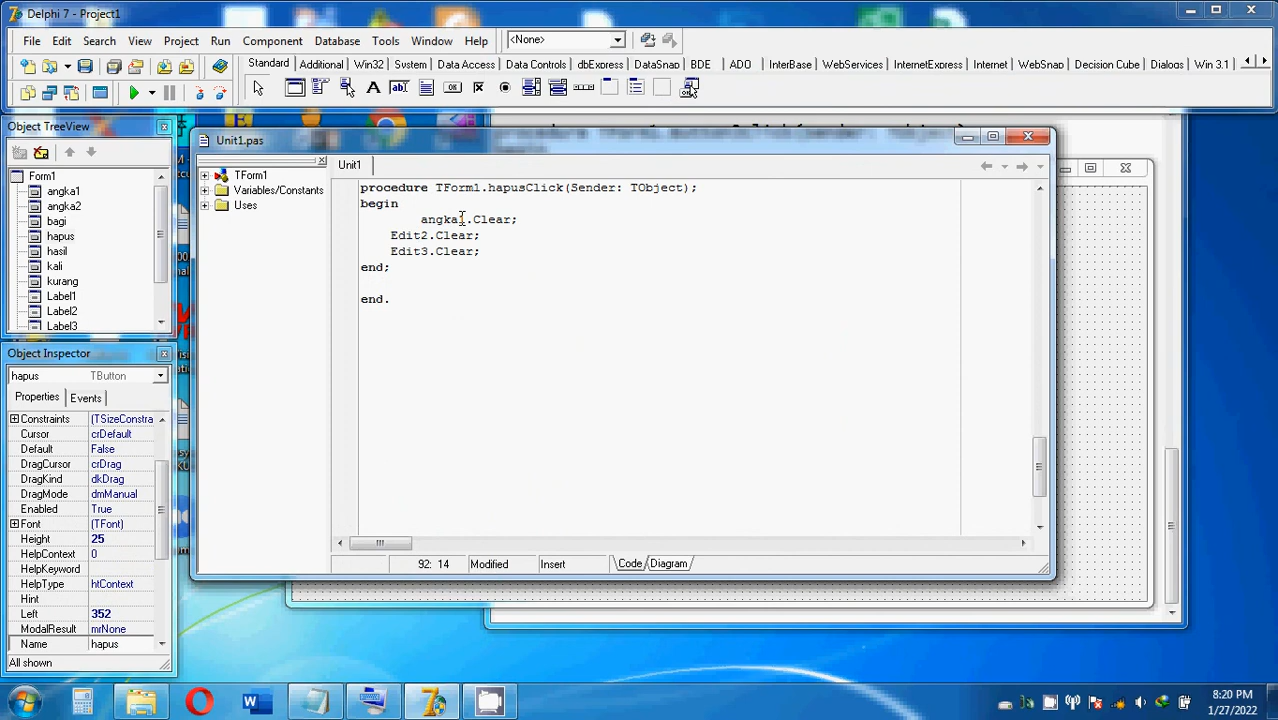 Delphi 7 - Project1
File Edit Search View Project Run Component Database Tools Window Help <None>
Standard Additional Win32 System Data Access Data Controls dbExpress DataSnap BDE ADO InterBase WebServices InternetExpress Internet WebSnap Decision Cube Dialogs Win 3.1
Object TreeView
Form1
angka1
angka2
bagi
hapus
hasil
kali
kurang
Label1
Label2
Label3
Object Inspector
hapus TButton
Properties Events
Constraints (TSizeConstra
Cursor crDefault
Default False
DragCursor crDrag
DragKind dkDrag
DragMode dmManual
Enabled True
Font (TFont)
Height 25
HelpContext 0
HelpKeyword
HelpType htContext
Hint
Left 352
ModalResult mrNone
Name hapus
All shown
Unit1.pas
TForm1
Variables/Constants
Uses
Unit1
procedure TForm1.hapusClick(Sender: TObject);
begin
angka1.Clear;
Edit2.Clear;
Edit3.Clear;
end;
end.
92: 14 Modified Insert Code Diagram
8:20 PM
1/27/2022